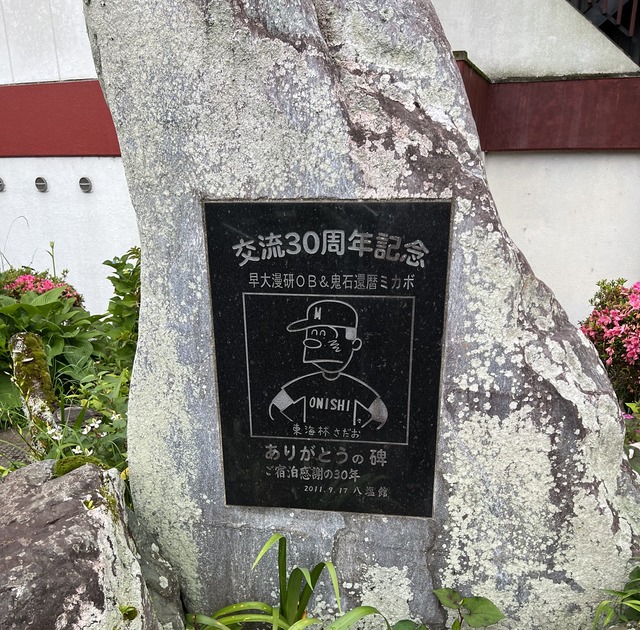 交流30周年記念
早大漫研OB&鬼石還暦ミカボ
M
ONISHI
東海林さだお
ありがとうの碑
ご宿泊感謝の30年
2011.9.17 八塩館